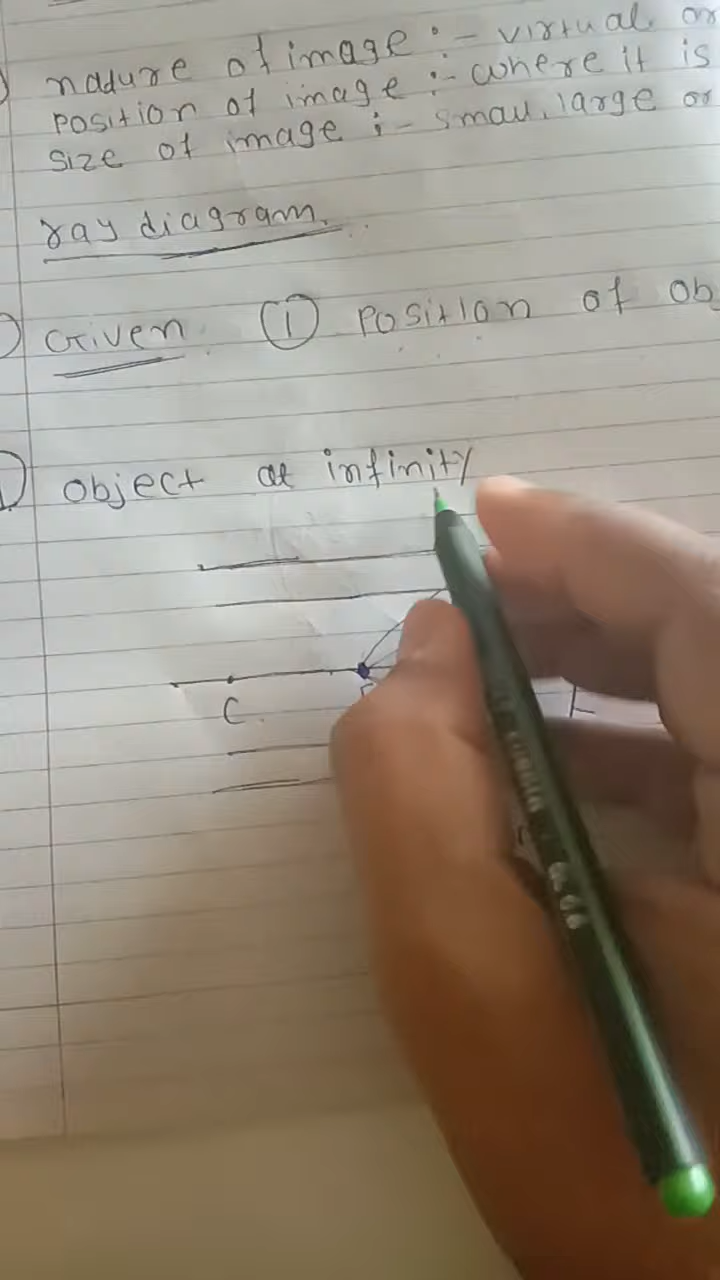 nature of image :- virtual or
position of image :- where it is
size of image :- small, large or
ray diagram.
Given (1) Position of Ob
object at infinity
C
F